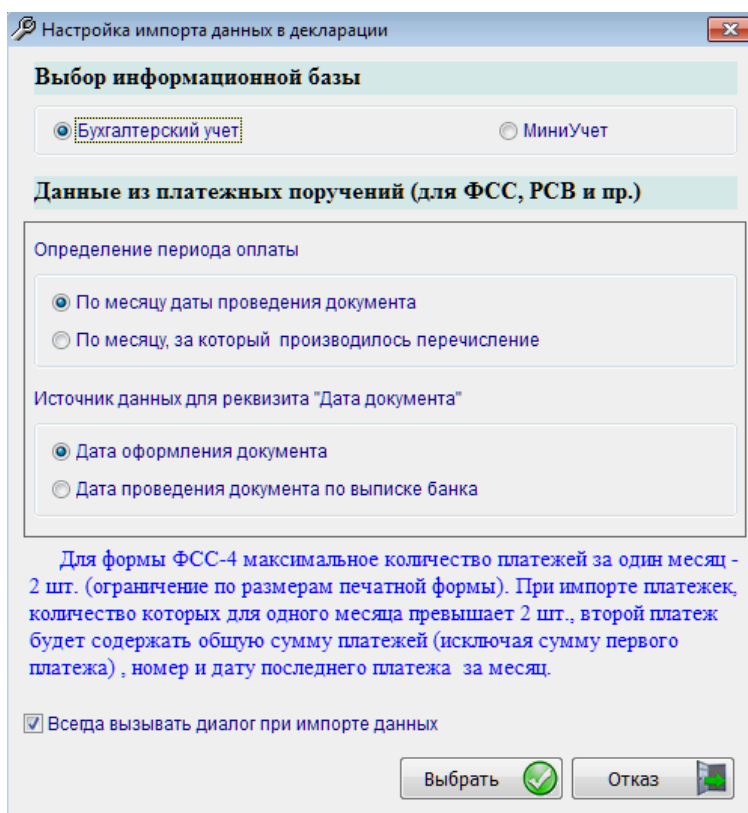 Настройка импорта данных в декларации
Выбор информационной базы
Бухгалтерский учет
МиниУчет
Данные из платежных поручений (для ФСС, РСВ и пр.)
Определение периода оплаты
По месяцу даты проведения документа
По месяцу, за который производилось перечисление
Источник данных для реквизита "Дата документа"
Дата оформления документа
Дата проведения документа по выписке банка
Для формы ФСС-4 максимальное количество платежей за один месяц -
2 шт. (ограничение по размерам печатной формы). При импорте платежек,
количество которых для одного месяца превышает 2 шт., второй платеж
будет содержать общую сумму платежей (исключая сумму первого
платежа) , номер и дату последнего платежа за месяц.
Всегда вызывать диалог при импорте данных
Выбрать
Отказ